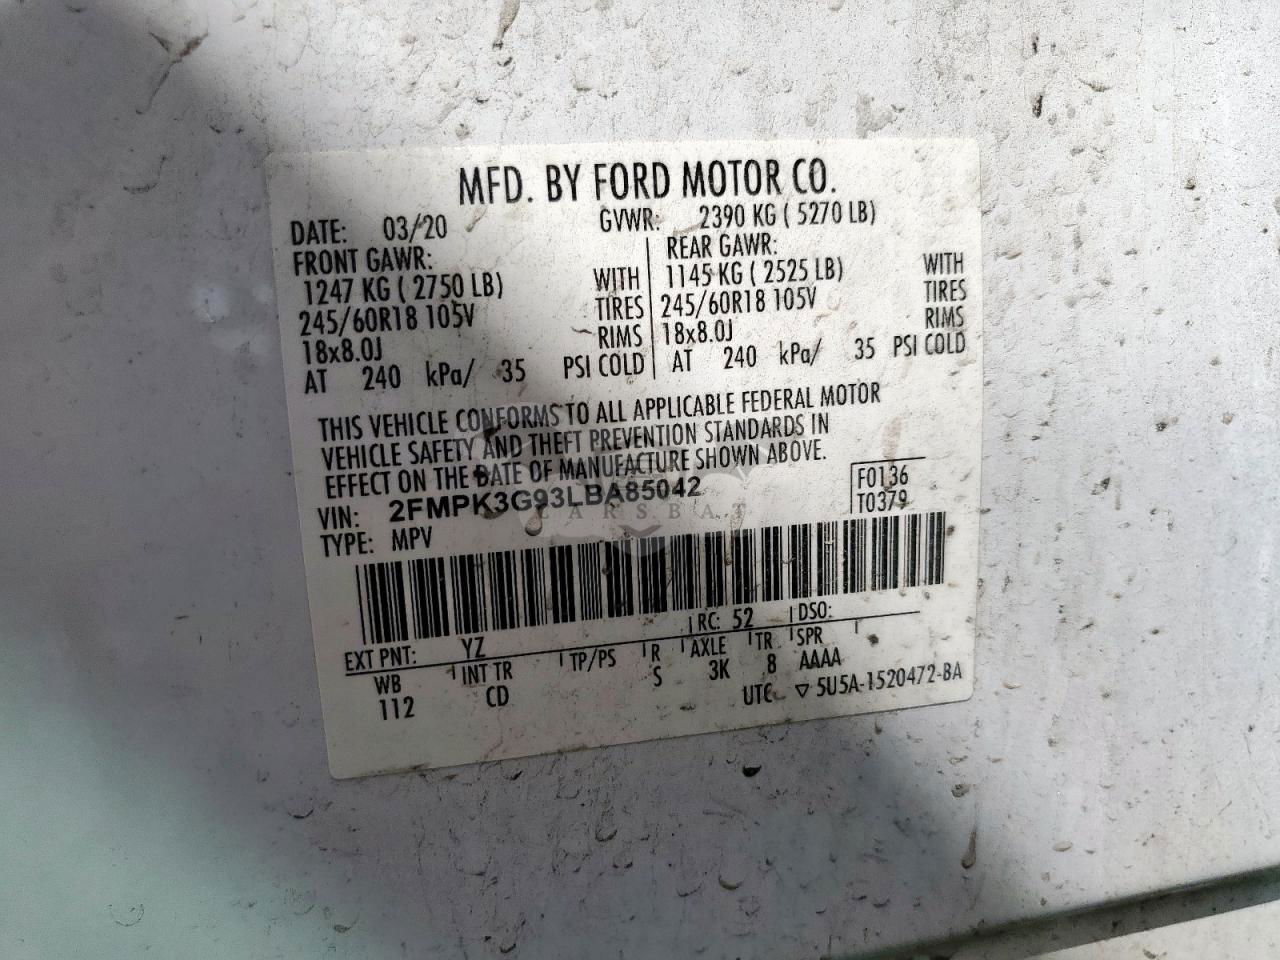 MFD. BY FORD MOTOR CO.
DATE: 03/20 GVWR: 2390 KG ( 5270 LB)
FRONT GAWR: REAR GAWR:
1247 KG ( 2750 LB) WITH 1145 KG ( 2525 LB) WITH
245/60R18 105V TIRES 245/60R18 105V TIRES
18x8.0J RIMS 18x8.0J RIMS
AT 240 kPa/ 35 PSI COLD AT 240 kPa/ 35 PSI COLD
THIS VEHICLE CONFORMS TO ALL APPLICABLE FEDERAL MOTOR
VEHICLE SAFETY AND THEFT PREVENTION STANDARDS IN
EFFECT ON THE DATE OF MANUFACTURE SHOWN ABOVE.
VIN: 2FMPK3G93LBA85042 F0136
TYPE: MPV T0379
CARSBAT
EXT PNT: YZ RC: 52 DSO:
WB INT TR TP/PS R AXLE TR SPR
112 CD S 3K 8 AAAA
UTC ▽ 5U5A-1520472-BA